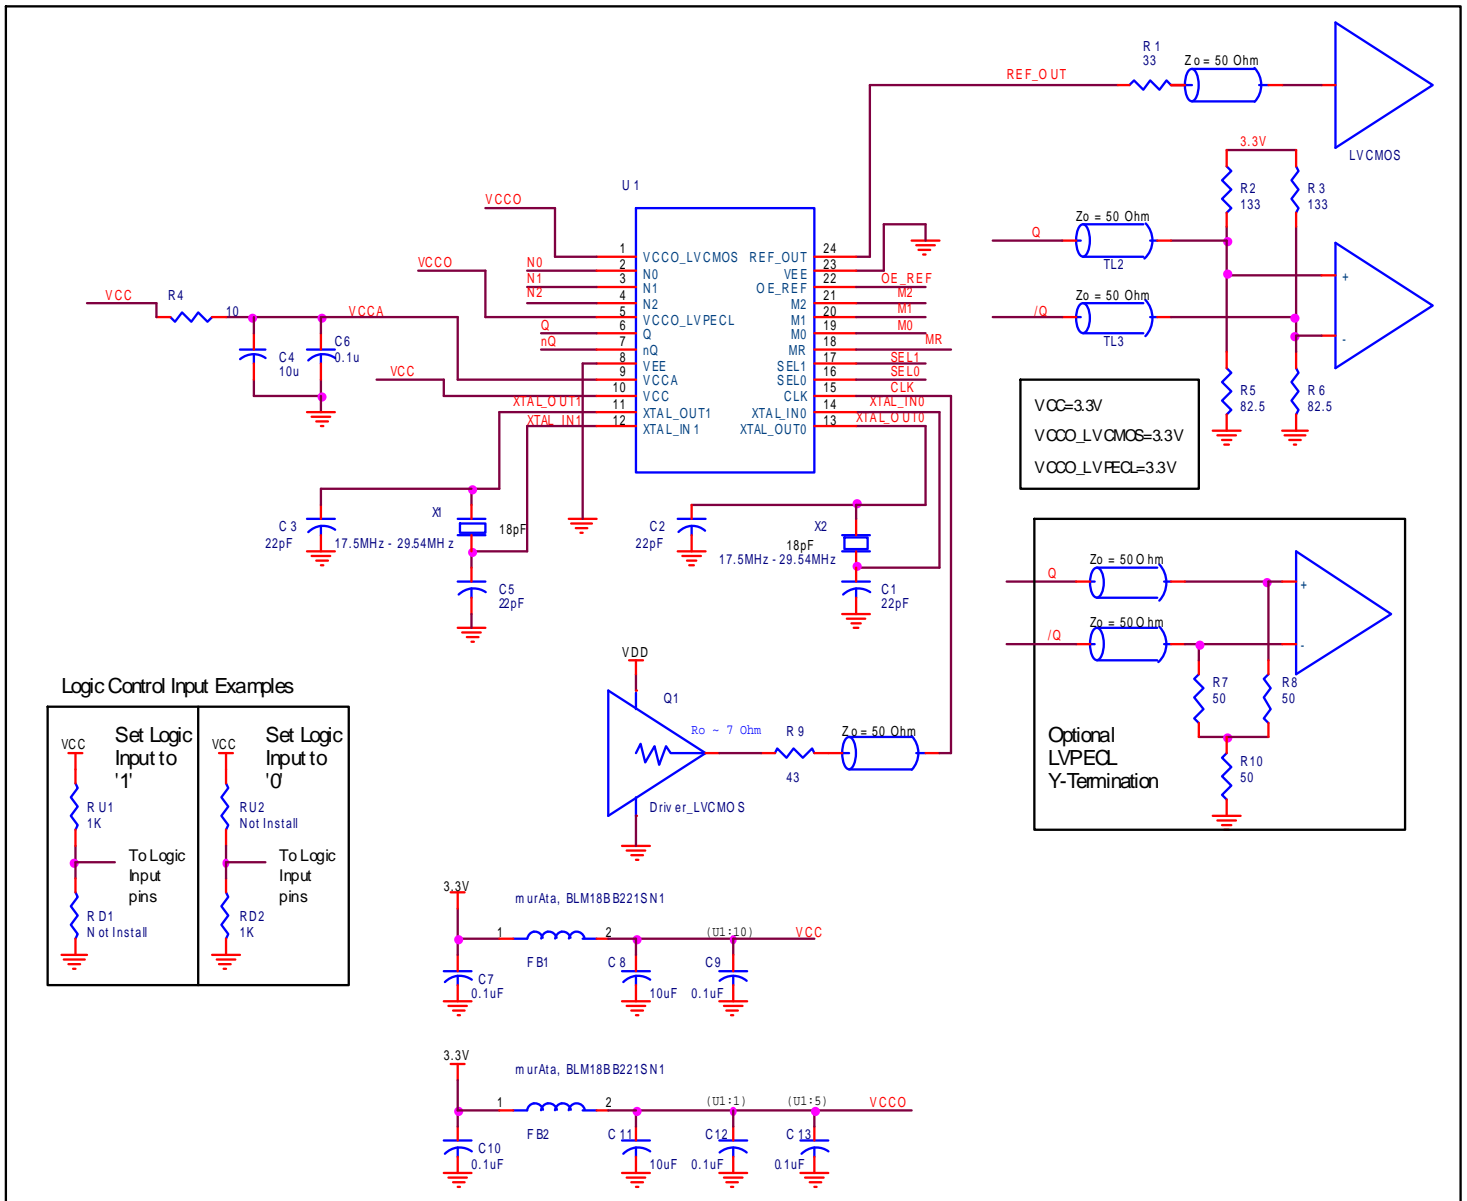 R1
33
Zo = 50 Ohm
REF_OUT
LVCMOS
3.3V
R2
133
R3
133
Zo = 50 Ohm
Q
TL2
Zo = 50 Ohm
/Q
TL3
+
-
R5
82.5
R6
82.5
U1
VCCO
VCCO
N0
N1
N2
Q
nQ
VCC
R4
10
VCCA
C4
10u
C6
0.1u
VCC
XTAL_OUT1
XTAL_IN1
1 VCCO_LVCMOS REF_OUT 24
2 N0 VEE 23
3 N1 OE_REF 22
4 N2 M2 21
5 VCCO_LVPECL M1 20
6 Q M0 19
7 nQ MR 18
8 VEE SEL1 17
9 VCCA SEL0 16
10 VCC CLK 15
11 XTAL_OUT1 XTAL_IN0 14
12 XTAL_IN1 XTAL_OUT0 13
OE_REF
M2
M1
M0
MR
SEL1
SEL0
CLK
XTAL_IN0
XTAL_OUT0
VCC=3.3V
VCCO_LVCMOS=3.3V
VCCO_LVPECL=3.3V
C3
22pF
X1
18pF
17.5MHz - 29.54MHz
C5
22pF
C2
22pF
X2
18pF
17.5MHz - 29.54MHz
C1
22pF
Q
Zo = 50 Ohm
/Q
Zo = 50 Ohm
+
-
R7
50
R8
50
R10
50
Optional
LVPECL
Y-Termination
VDD
Q1
Ro ~ 7 Ohm
R9
43
Zo = 50 Ohm
Driver_LVCMOS
Logic Control Input Examples
Set Logic
Input to
'1'
VCC
RU1
1K
To Logic
Input
pins
RD1
Not Install
Set Logic
Input to
'0'
VCC
RU2
Not Install
To Logic
Input
pins
RD2
1K
3.3V
murAta, BLM18BB221SN1
1
2
FB1
(U1:10)
VCC
C7
0.1uF
C8
10uF
C9
0.1uF
3.3V
murAta, BLM18BB221SN1
1
2
FB2
(U1:1)
(U1:5)
VCCO
C10
0.1uF
C11
10uF
C12
0.1uF
C13
0.1uF